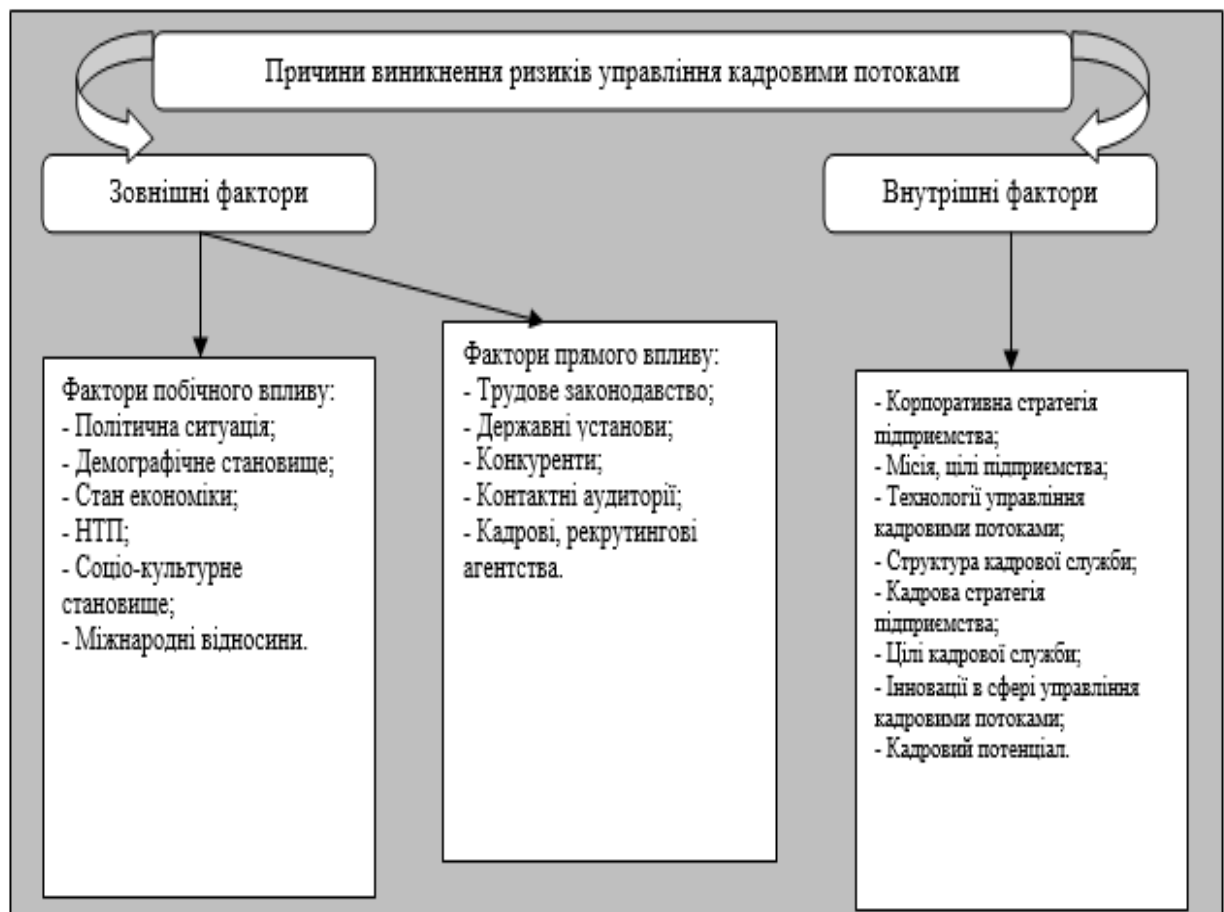 Причини виникнення ризиків управління кадровими потоками
Зовнішні фактори
Внутрішні фактори
Фактори побічного впливу:
- Політична ситуація;
- Демографічне становище;
- Стан економіки;
- НТП;
- Соціо-культурне
становище;
- Міжнародні відносини.
Фактори прямого впливу:
- Трудове законодавство;
- Державні установи;
- Конкуренти;
- Контактні аудиторії;
- Кадрові, рекрутингові
агентства.
- Корпоративна стратегія
підприємства;
- Місія, цілі підприємства;
- Технології управління
кадровими потоками;
- Структура кадрової служби;
- Кадрова стратегія
підприємства;
- Цілі кадрової служби;
- Інновації в сфері управління
кадровими потоками;
- Кадровий потенціал.